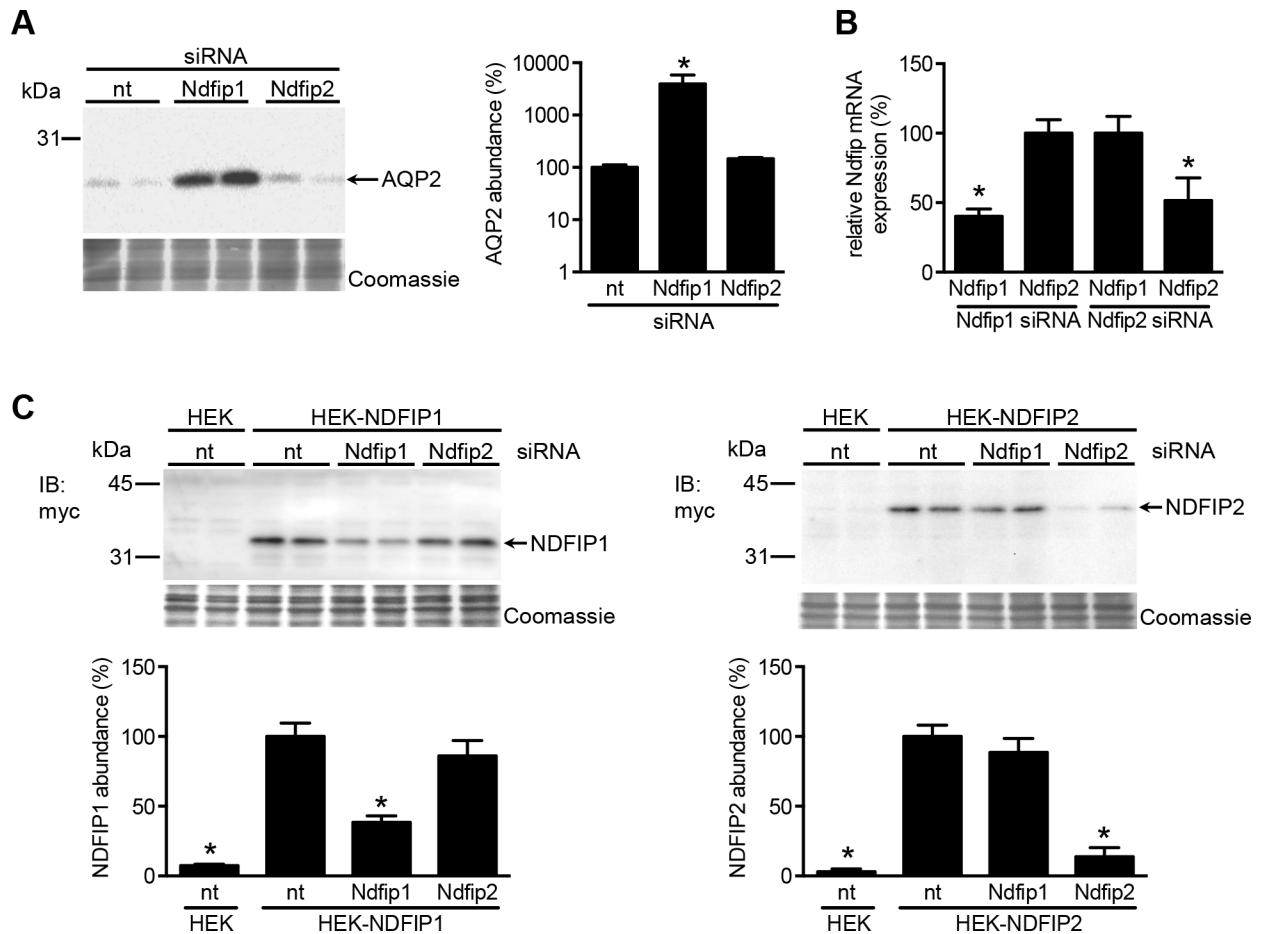 A
siRNA
kDa
nt Ndfip1 Ndfip2
31
AQP2
Coomassie
AQP2 abundance (%)
10000
1000
100
10
1
*
nt Ndfip1 Ndfip2
siRNA
B
relative Ndfip mRNA
expression (%)
150
100
50
0
* *
Ndfip1 Ndfip2 Ndfip1 Ndfip2
Ndfip1 siRNA Ndfip2 siRNA
C
HEK HEK-NDFIP1
kDa nt nt Ndfip1 Ndfip2 siRNA
IB:
myc
45
31
NDFIP1
Coomassie
NDFIP1 abundance (%)
150
100
50
0
* *
nt nt Ndfip1 Ndfip2
HEK HEK-NDFIP1
HEK HEK-NDFIP2
kDa nt nt Ndfip1 Ndfip2 siRNA
IB:
myc
45
31
NDFIP2
Coomassie
NDFIP2 abundance (%)
150
100
50
0
* *
nt nt Ndfip1 Ndfip2
HEK HEK-NDFIP2